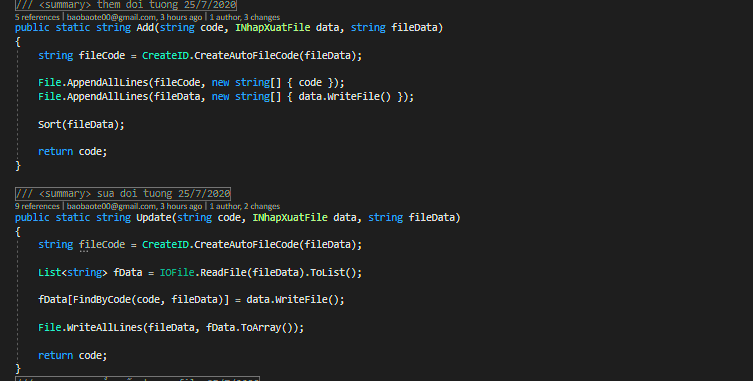 /// <summary> them doi tuong 25/7/2020
5 references | baobaote00@gmail.com, 3 hours ago | 1 author, 3 changes
public static string Add(string code, INhapXuatFile data, string fileData)
{
string fileCode = CreateID.CreateAutoFileCode(fileData);
File.AppendAllLines(fileCode, new string[] { code });
File.AppendAllLines(fileData, new string[] { data.WriteFile() });
Sort(fileData);
return code;
}
/// <summary> sua doi tuong 25/7/2020
9 references | baobaote00@gmail.com, 3 hours ago | 1 author, 2 changes
public static string Update(string code, INhapXuatFile data, string fileData)
{
string fileCode = CreateID.CreateAutoFileCode(fileData);
List<string> fData = IOFile.ReadFile(fileData).ToList();
fData[FindByCode(code, fileData)] = data.WriteFile();
File.WriteAllLines(fileData, fData.ToArray());
return code;
}